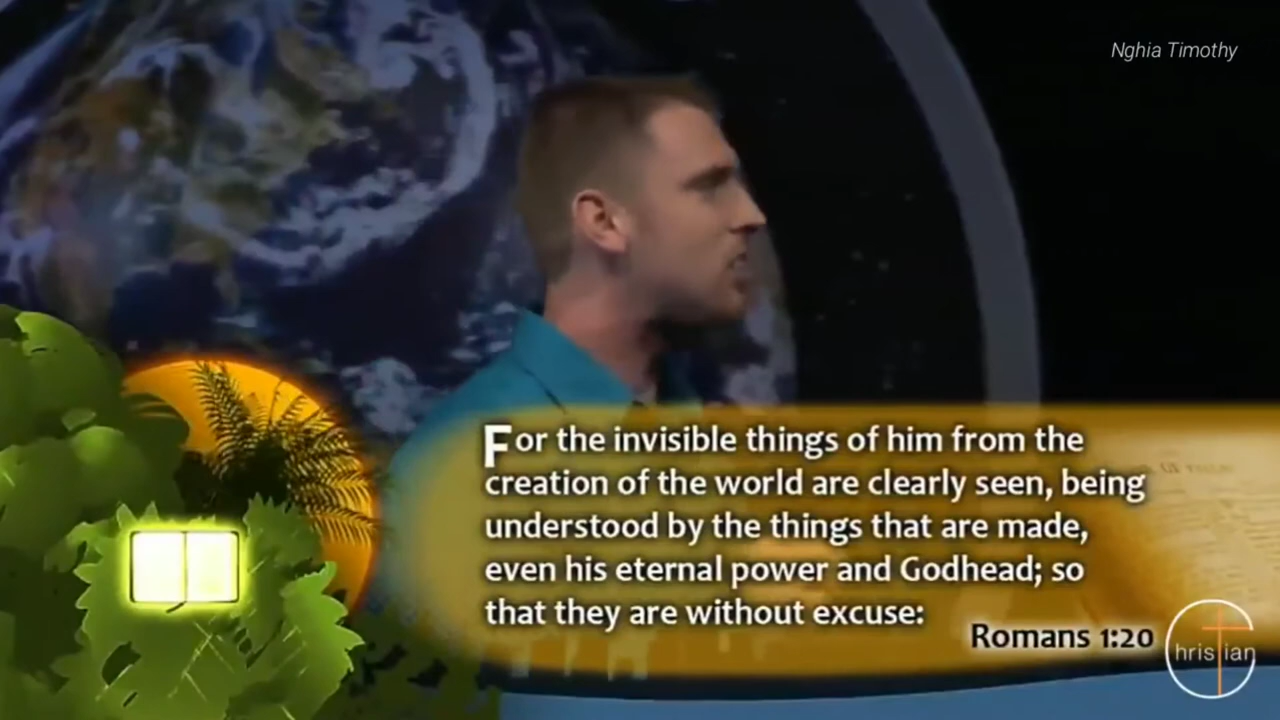 Nghia Timothy
For the invisible things of him from the
creation of the world are clearly seen, being
understood by the things that are made,
even his eternal power and Godhead; so
that they are without excuse:
Romans 1:20
hristian